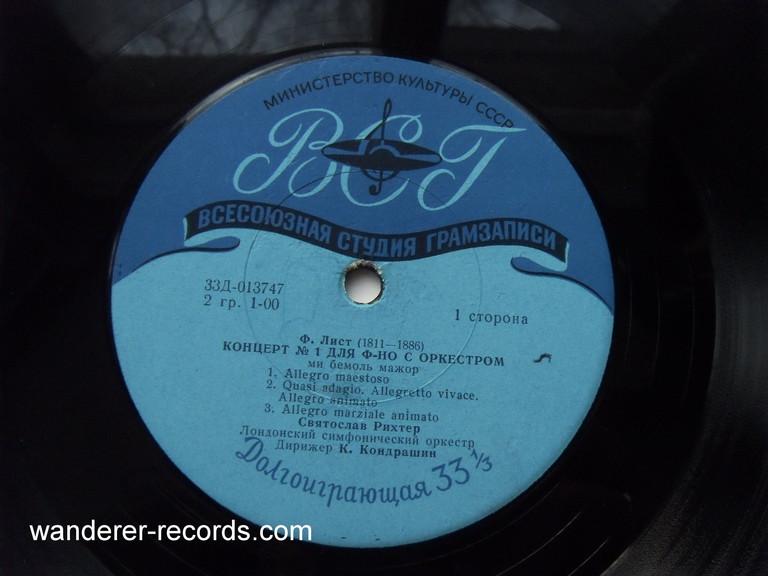 МИНИСТЕРСТВО КУЛЬТУРЫ СССР
ВСГ
ВСЕСОЮЗНАЯ СТУДИЯ ГРАМЗАПИСИ
33Д-013747
2 гр. 1-00
1 сторона
Ф. Лист (1811—1886)
КОНЦЕРТ № 1 ДЛЯ Ф-НО С ОРКЕСТРОМ
ми бемоль мажор
1. Allegro maestoso
2. Quasi adagio. Allegretto vivace.
Allegro animato
3. Allegro marziale animato
Святослав Рихтер
Лондонский симфонический оркестр
Дирижер К. Кондрашин
Долгоиграющая 33 1/3
wanderer-records.com